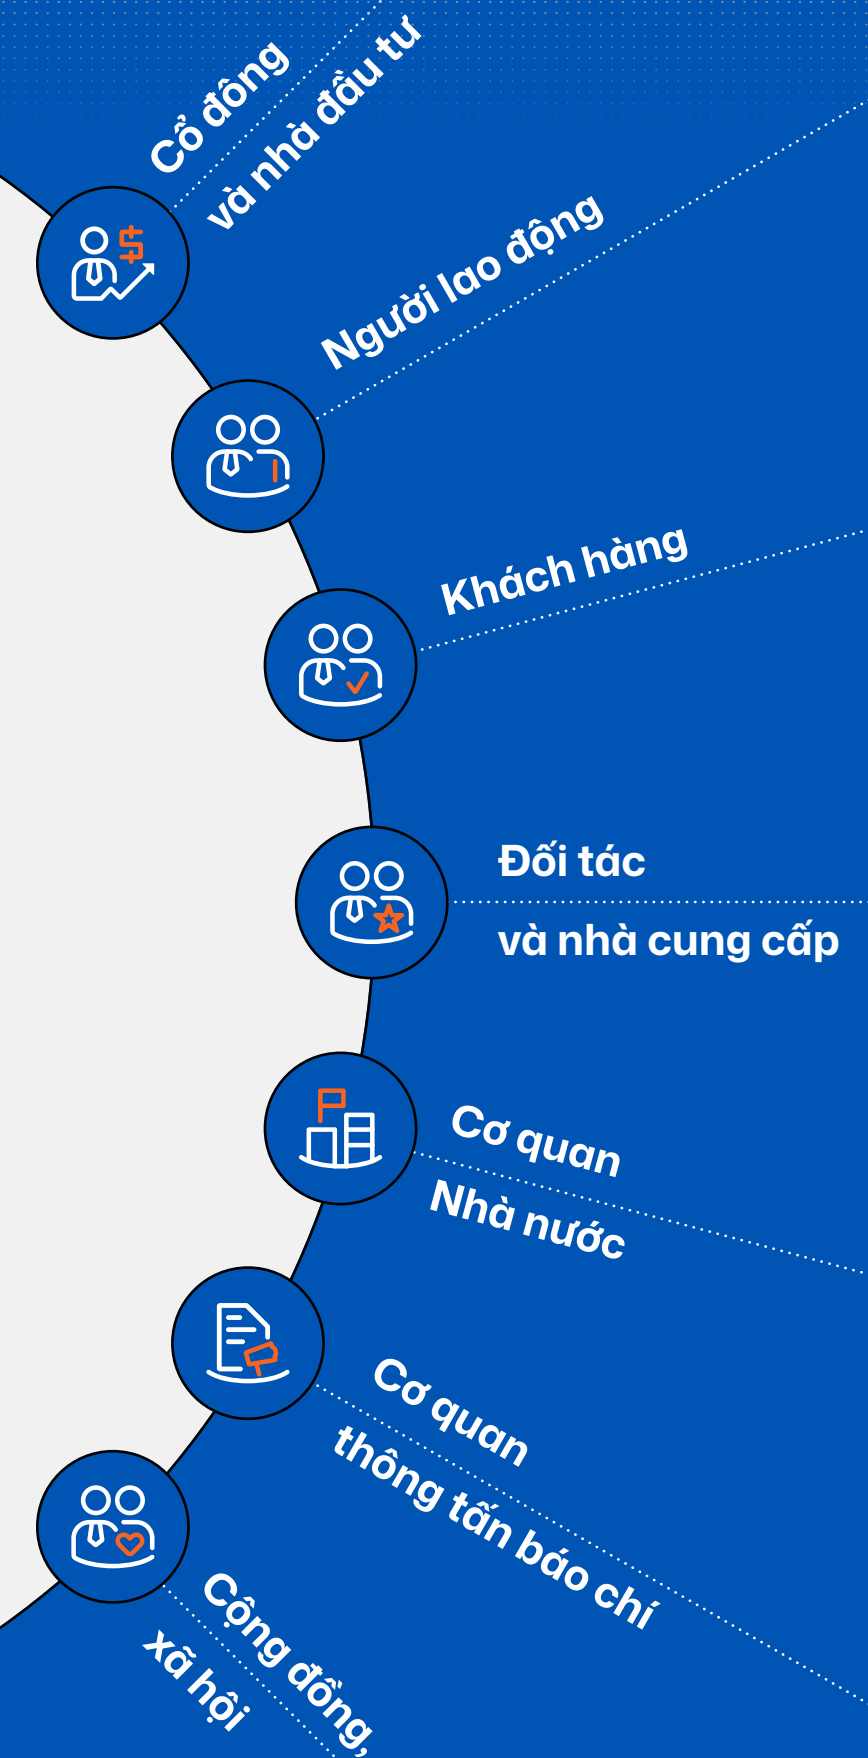 Cổ đông
và nhà đầu tư
Người lao động
Khách hàng
Đối tác
và nhà cung cấp
Cơ quan
Nhà nước
Cơ quan
thông tấn báo chí
Cộng đồng,
xã hội